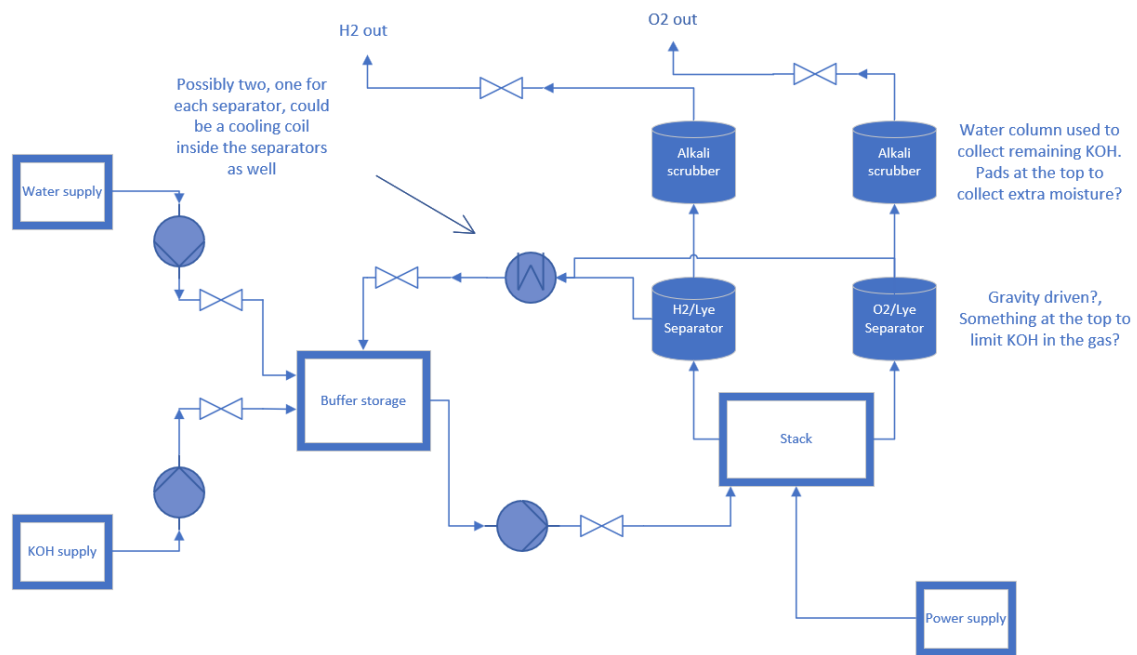 H2 out
O2 out
Possibly two, one for
each separator, could
be a cooling coil
inside the separators
as well
Alkali
scrubber
Alkali
scrubber
Water column used to
collect remaining KOH.
Pads at the top to
collect extra moisture?
Water supply
H2/Lye
Separator
O2/Lye
Separator
Gravity driven?,
Something at the top to
limit KOH in the gas?
Buffer storage
Stack
KOH supply
Power supply